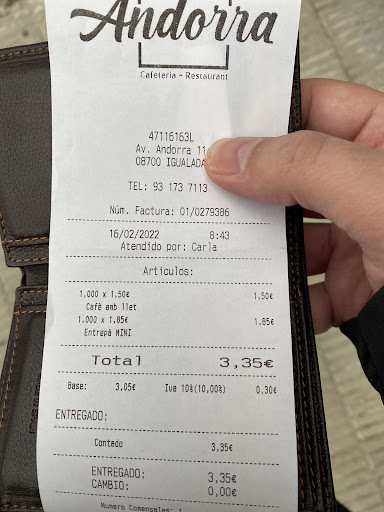 Andorra
Cafeteria - Restaurant
47116163L
Av. Andorra 11
08700 IGUALADA
TEL: 93 173 7113
Núm. Factura: 01/0279386
16/02/2022 8:43
Atendido por: Carla
Articulos:
1,000 x 1,50€ 1,50€
Cafè amb llet
1,000 x 1,85€ 1,85€
Entrepà MINI
Total 3,35€
Base: 3,05€ Iva 10%(10,00%) 0,30€
ENTREGADO:
Contado 3,35€
ENTREGADO: 3,35€
CAMBIO: 0,00€
Numero Comensales: 1